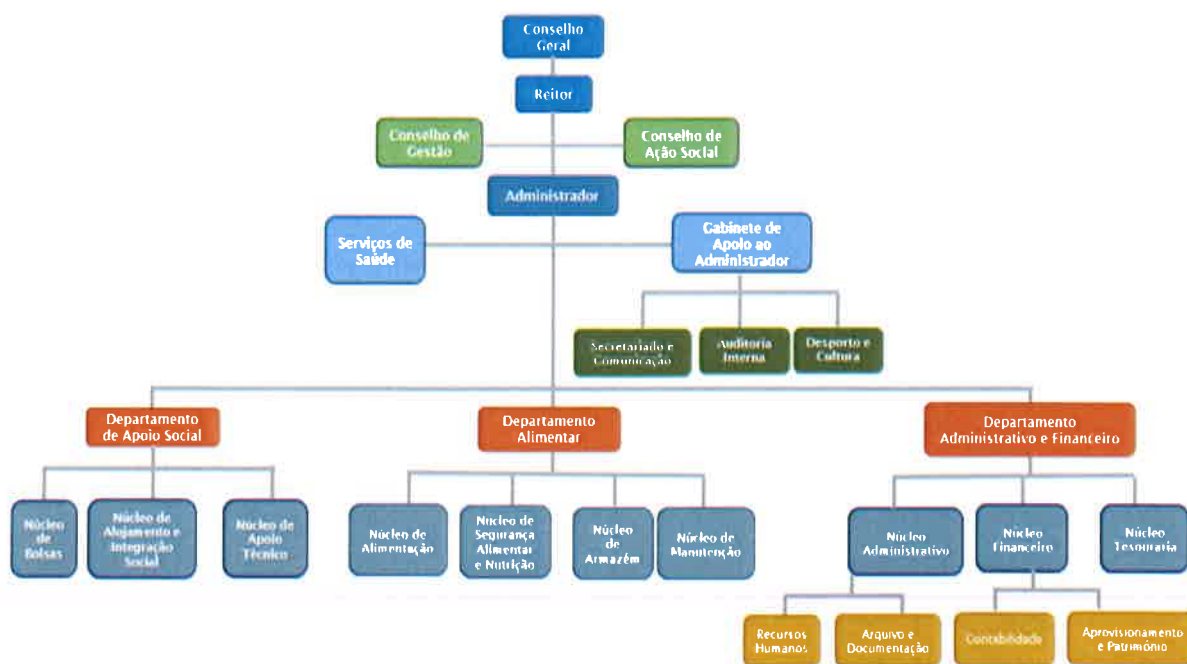 Conselho
Geral
Reitor
Conselho de
Gestão
Conselho de
Ação Social
Administrador
Serviços de
Saúde
Gabinete de
Apoio ao
Administrador
Secretariado e
Comunicação
Auditoria
Interna
Desporto e
Cultura
Departamento
de Apoio Social
Departamento
Alimentar
Departamento
Administrativo e Financeiro
Núcleo
de
Bolsas
Núcleo de
Alojamento e
Integração
Social
Núcleo de
Apoio
Técnico
Núcleo de
Alimentação
Núcleo de
Segurança
Alimentar
e Nutrição
Núcleo
de
Armazém
Núcleo de
Manutenção
Núcleo
Administrativo
Núcleo
Financeiro
Núcleo
Tesouraria
Recursos
Humanos
Arquivo e
Documentação
Contabilidade
Aprovisionamento
e Património